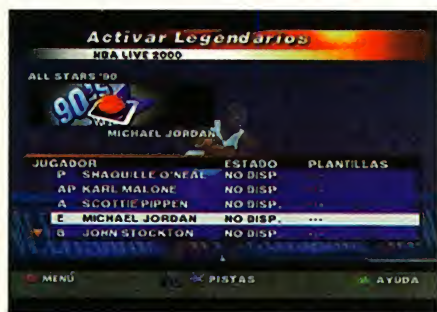 Activar Legendarios
NBA LIVE 2000
ALL STARS '90
90's
MICHAEL JORDAN
JUGADOR ESTADO PLANTILLAS
P SHAQUILLE O'NEAL NO DISP. ---
AP KARL MALONE NO DISP. ---
A SCOTTIE PIPPEN NO DISP. ---
E MICHAEL JORDAN NO DISP. ---
B JOHN STOCKTON NO DISP. ---
MENÚ PISTAS AYUDA